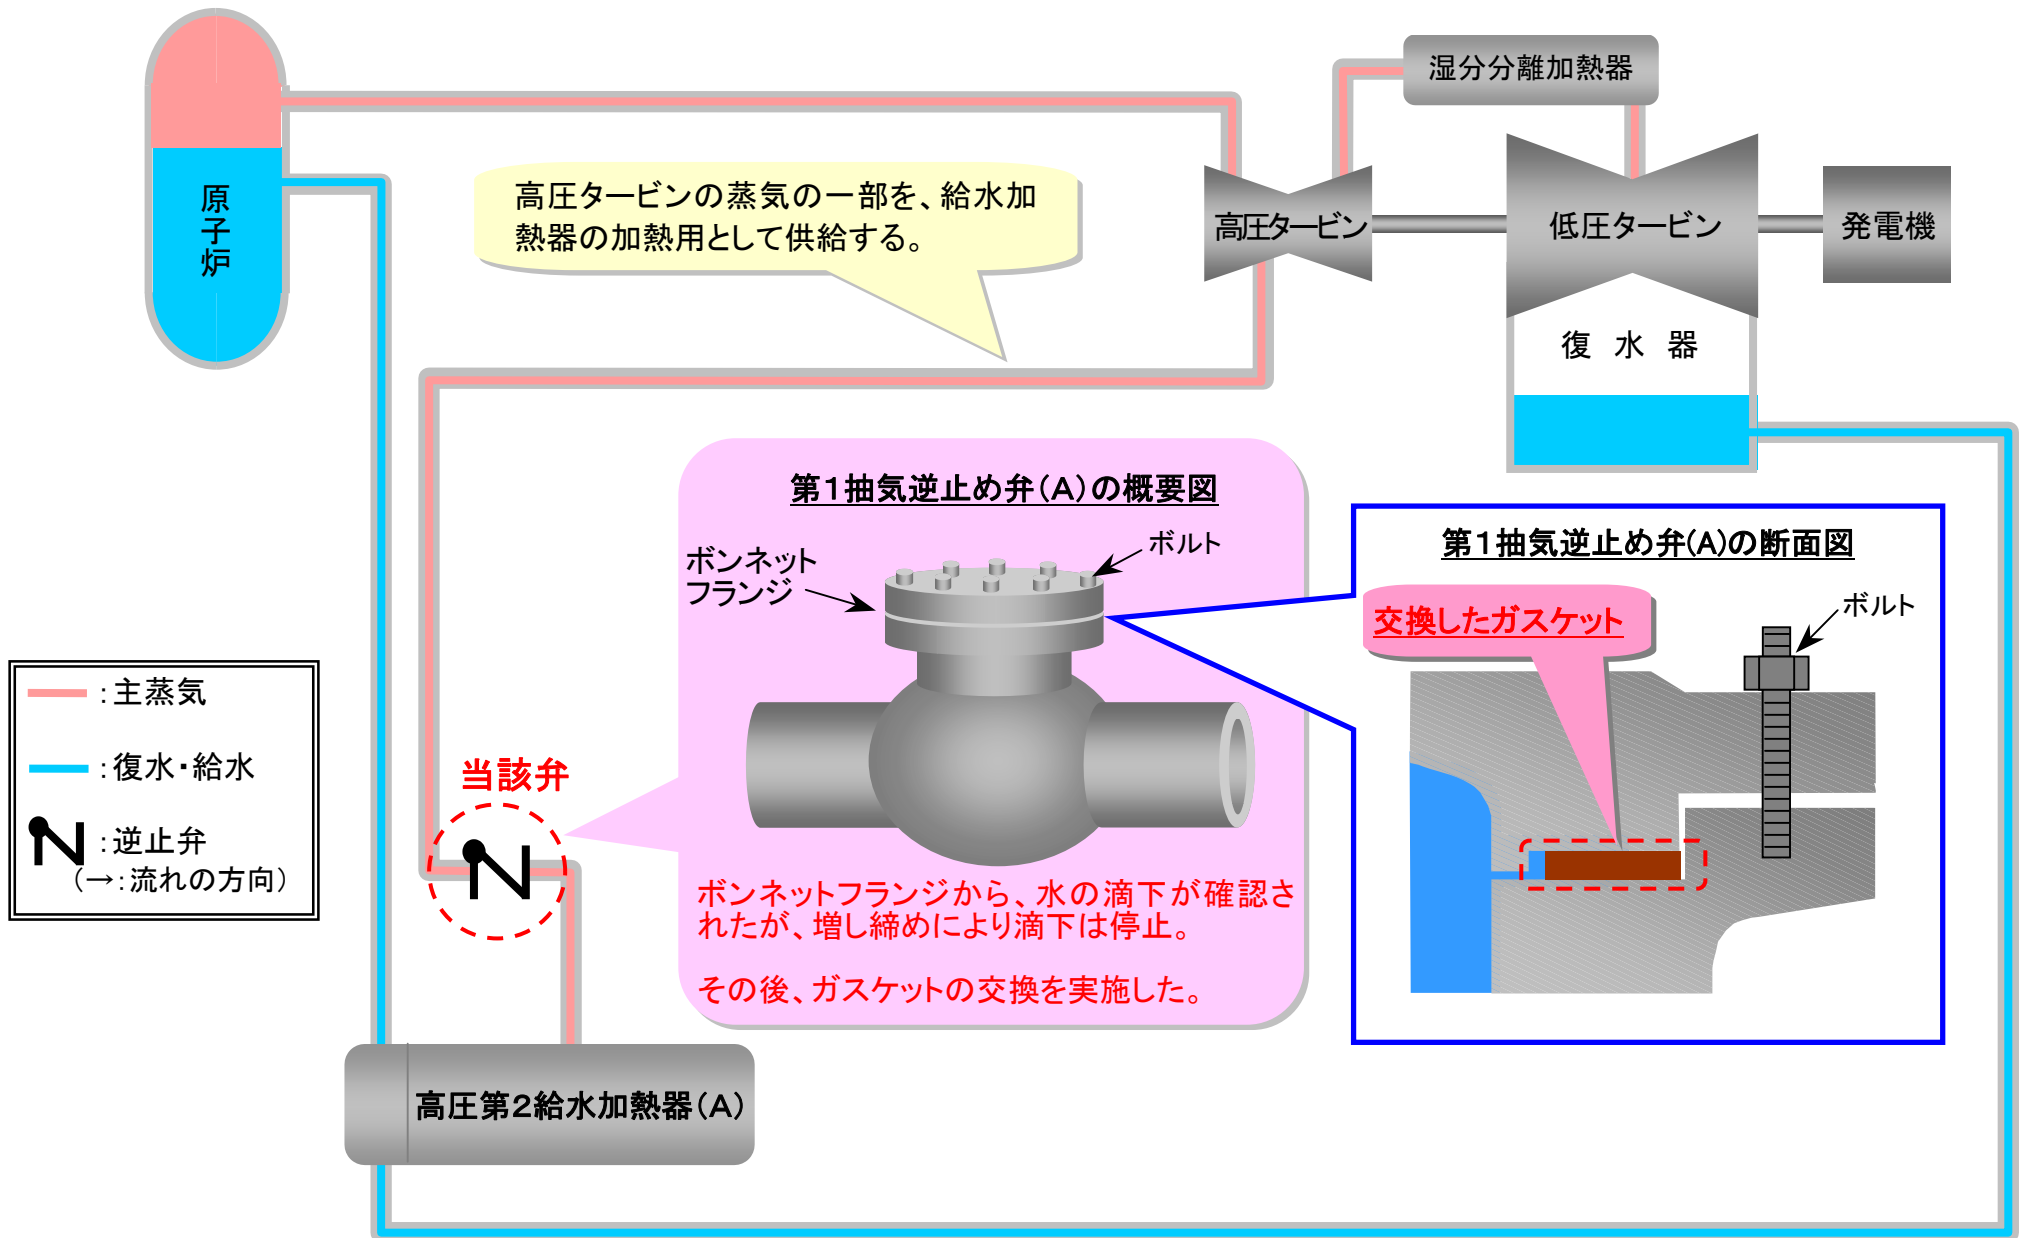 湿分分離加熱器
原子炉
高圧タービンの蒸気の一部を、給水加
熱器の加熱用として供給する。
高圧タービン
低圧タービン
発電機
復 水 器
第1抽気逆止め弁(A)の概要図
ボンネット
フランジ
ボルト
第1抽気逆止め弁(A)の断面図
交換したガスケット
ボルト
:主蒸気
:復水・給水
:逆止弁
(→:流れの方向)
当該弁
ボンネットフランジから、水の滴下が確認さ
れたが、増し締めにより滴下は停止。
その後、ガスケットの交換を実施した。
高圧第2給水加熱器(A)